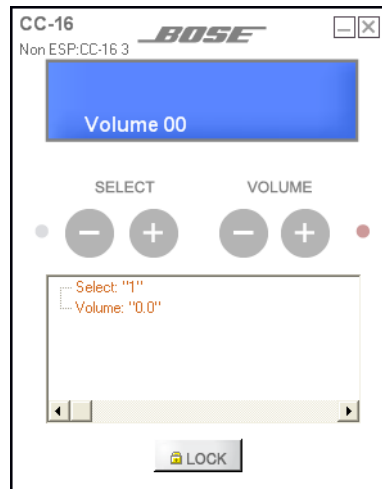 CC-16
BOSE
Non ESP:CC-16 3
Volume 00
SELECT VOLUME
Select: "1"
Volume: "0.0"
LOCK